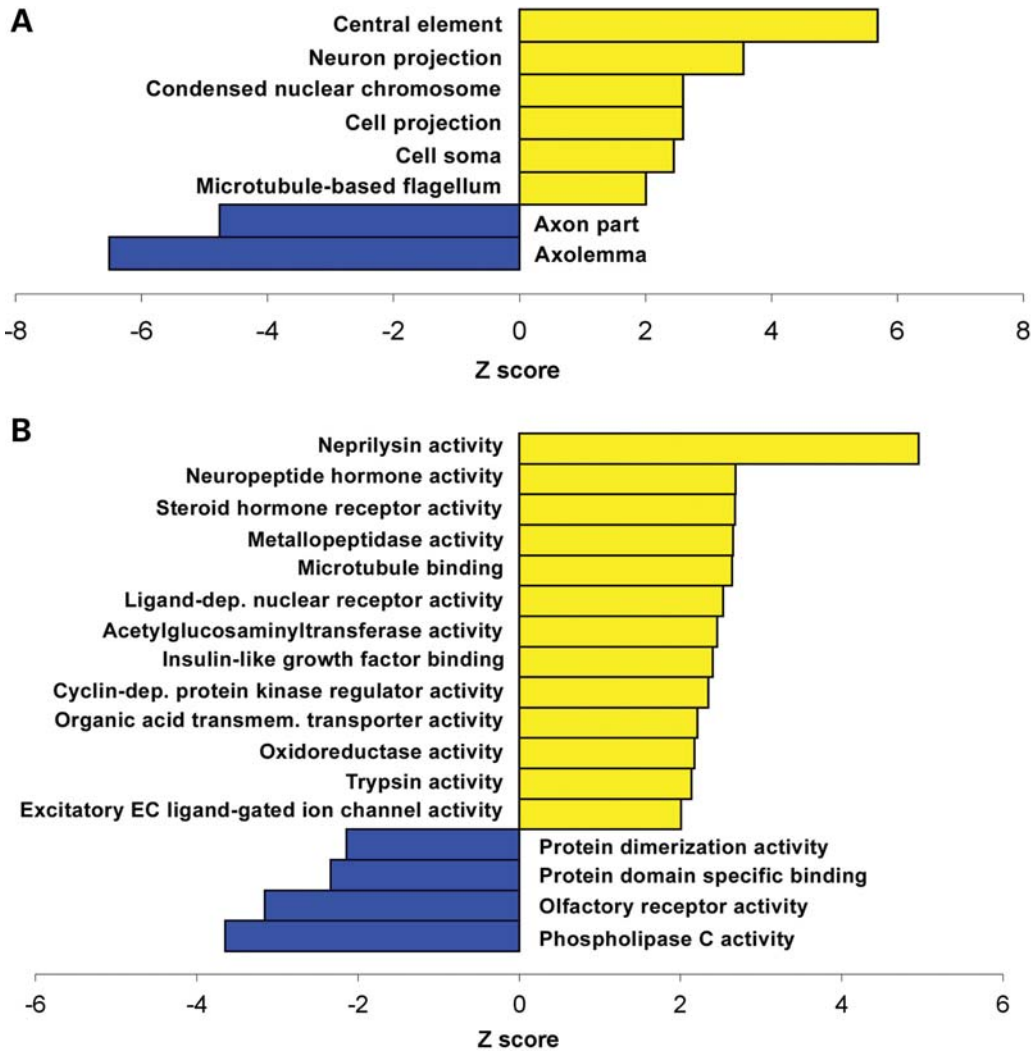 A
Central element
Neuron projection
Condensed nuclear chromosome
Cell projection
Cell soma
Microtubule-based flagellum
Axon part
Axolemma
-8 -6 -4 -2 0 2 4 6 8
Z score
B
Neprilysin activity
Neuropeptide hormone activity
Steroid hormone receptor activity
Metallopeptidase activity
Microtubule binding
Ligand-dep. nuclear receptor activity
Acetylglucosaminyltransferase activity
Insulin-like growth factor binding
Cyclin-dep. protein kinase regulator activity
Organic acid transmem. transporter activity
Oxidoreductase activity
Trypsin activity
Excitatory EC ligand-gated ion channel activity
Protein dimerization activity
Protein domain specific binding
Olfactory receptor activity
Phospholipase C activity
-6 -4 -2 0 2 4 6
Z score